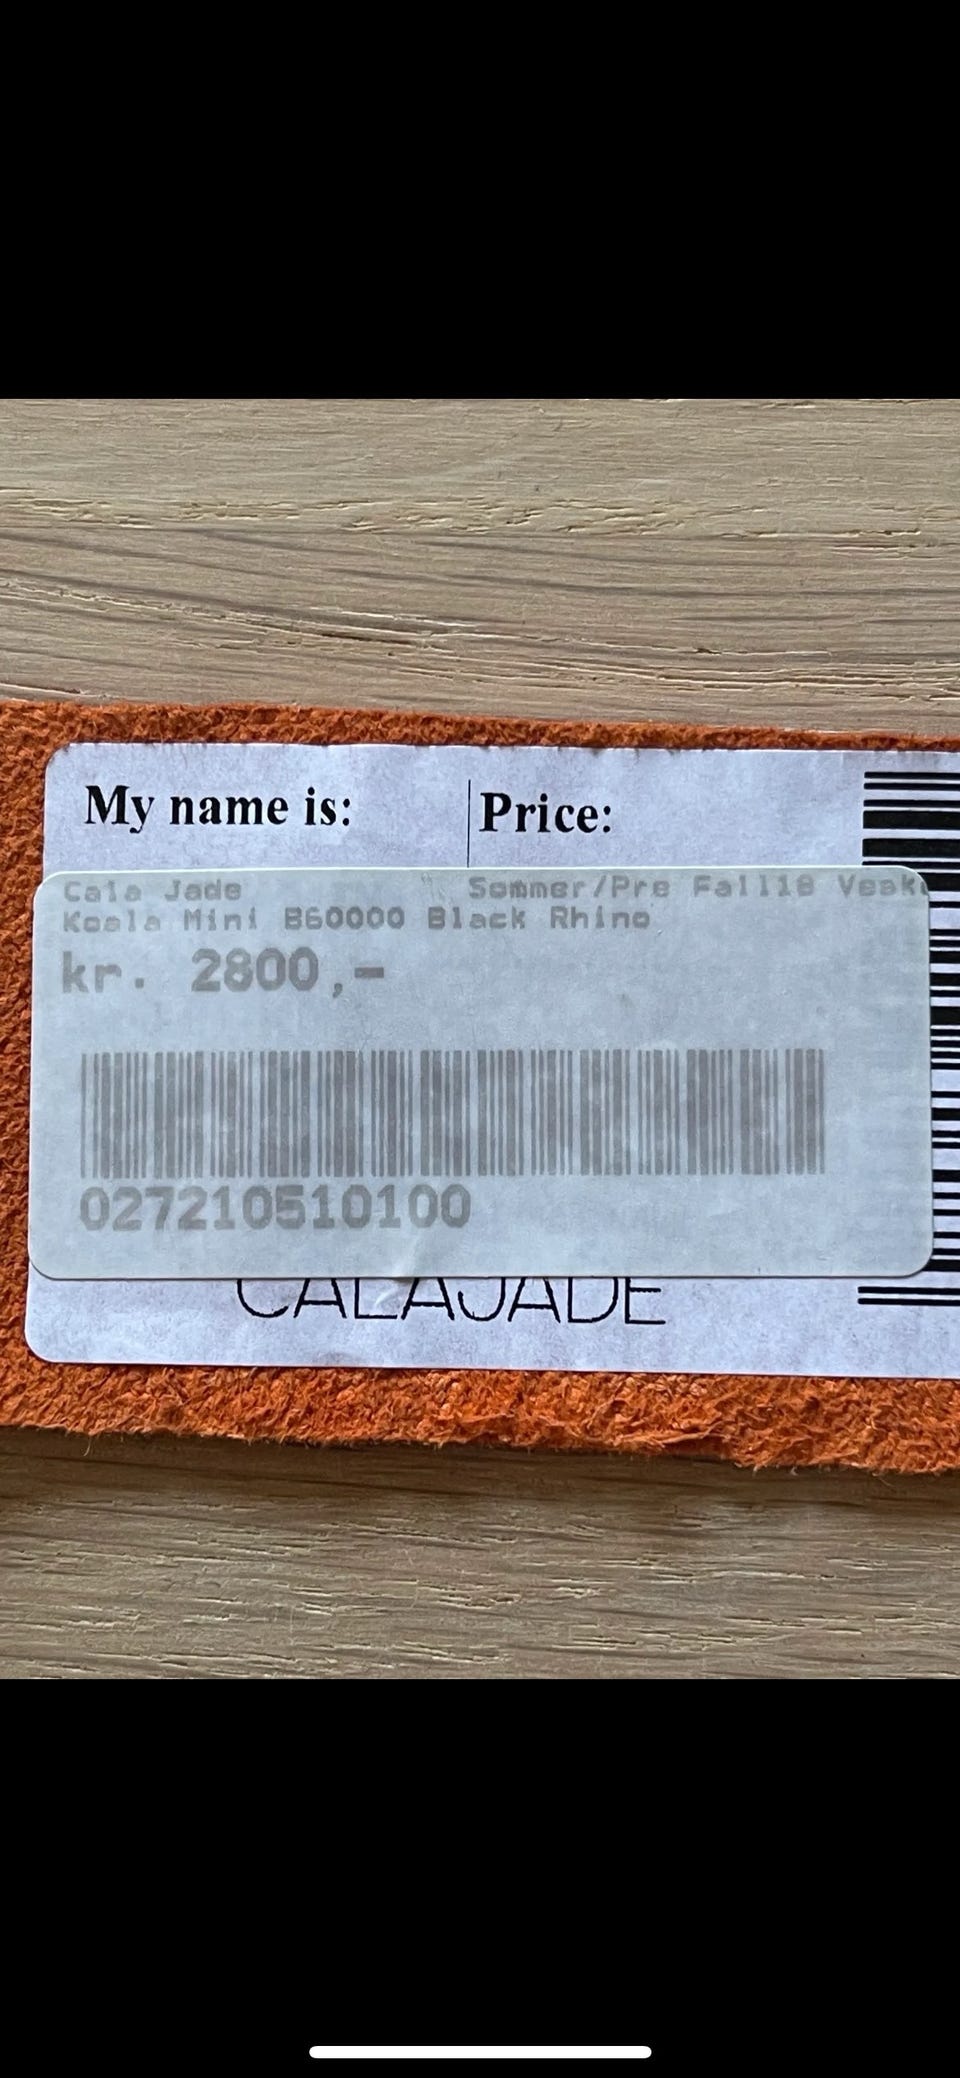 My name is: Price:
Cala Jade Sommer/Pre Fall18
Koala Mini B60000 Black Rhino
kr. 2800,-
027210510100
CALAJADE